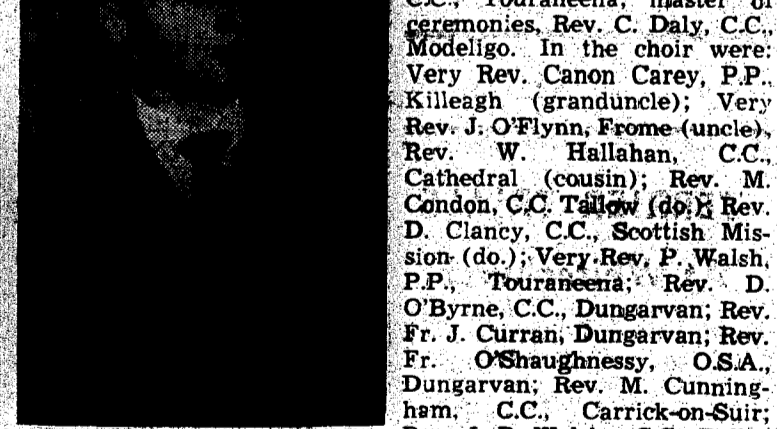 C.C., Touraneena, master of
ceremonies, Rev. C. Daly, C.C.,
Modeligo. In the choir were:
Very Rev. Canon Carey, P.P.,
Killeagh (granduncle); Very
Rev. J. O'Flynn, Frome (uncle),
Rev. W. Hallahan, C.C.,
Cathedral (cousin); Rev. M.
Condon, C.C. Tallow (do.); Rev.
D. Clancy, C.C., Scottish Mis-
sion (do.); Very Rev. P. Walsh,
P.P., Touraneena; Rev. D.
O'Byrne, C.C., Dungarvan; Rev.
Fr. J. Curran, Dungarvan; Rev.
Fr. O'Shaughnessy, O.S.A.,
Dungarvan; Rev. M. Cunning-
ham, C.C., Carrick-on-Suir;